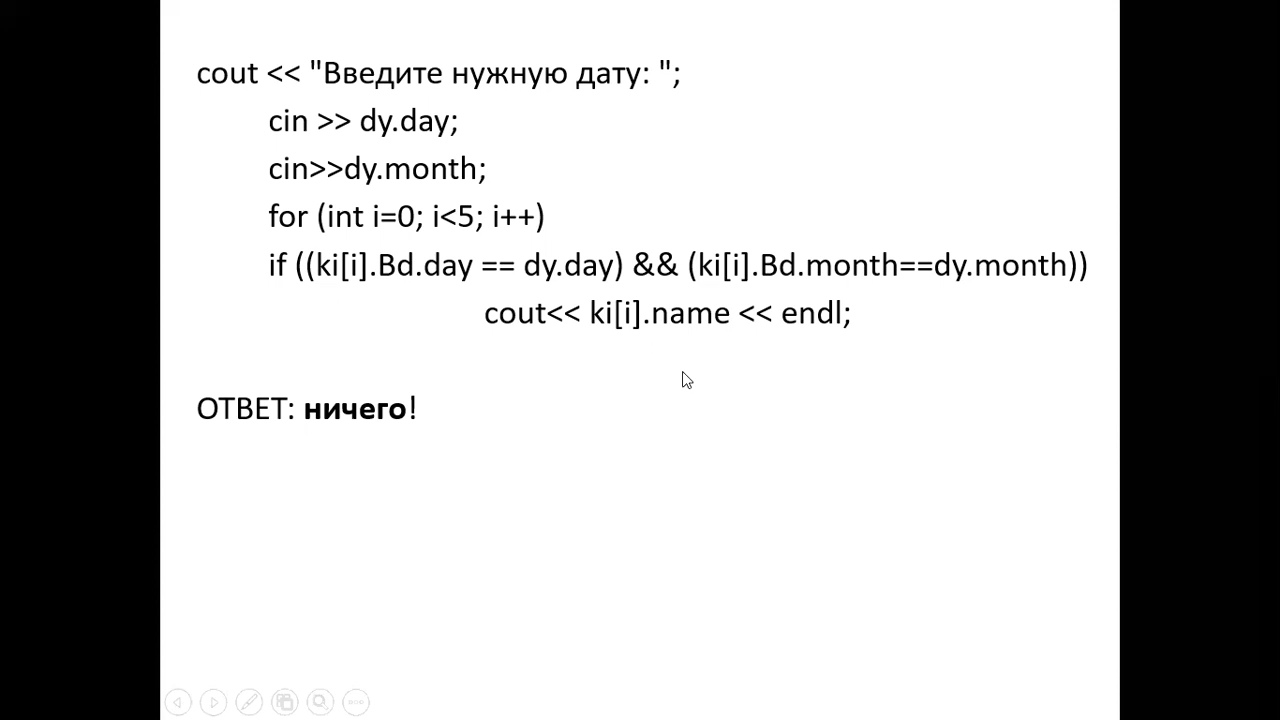 cout << "Введите нужную дату: ";
cin >> dy.day;
cin>>dy.month;
for (int i=0; i<5; i++)
if ((ki[i].Bd.day == dy.day) && (ki[i].Bd.month==dy.month))
cout<< ki[i].name << endl;
ОТВЕТ: ничего!